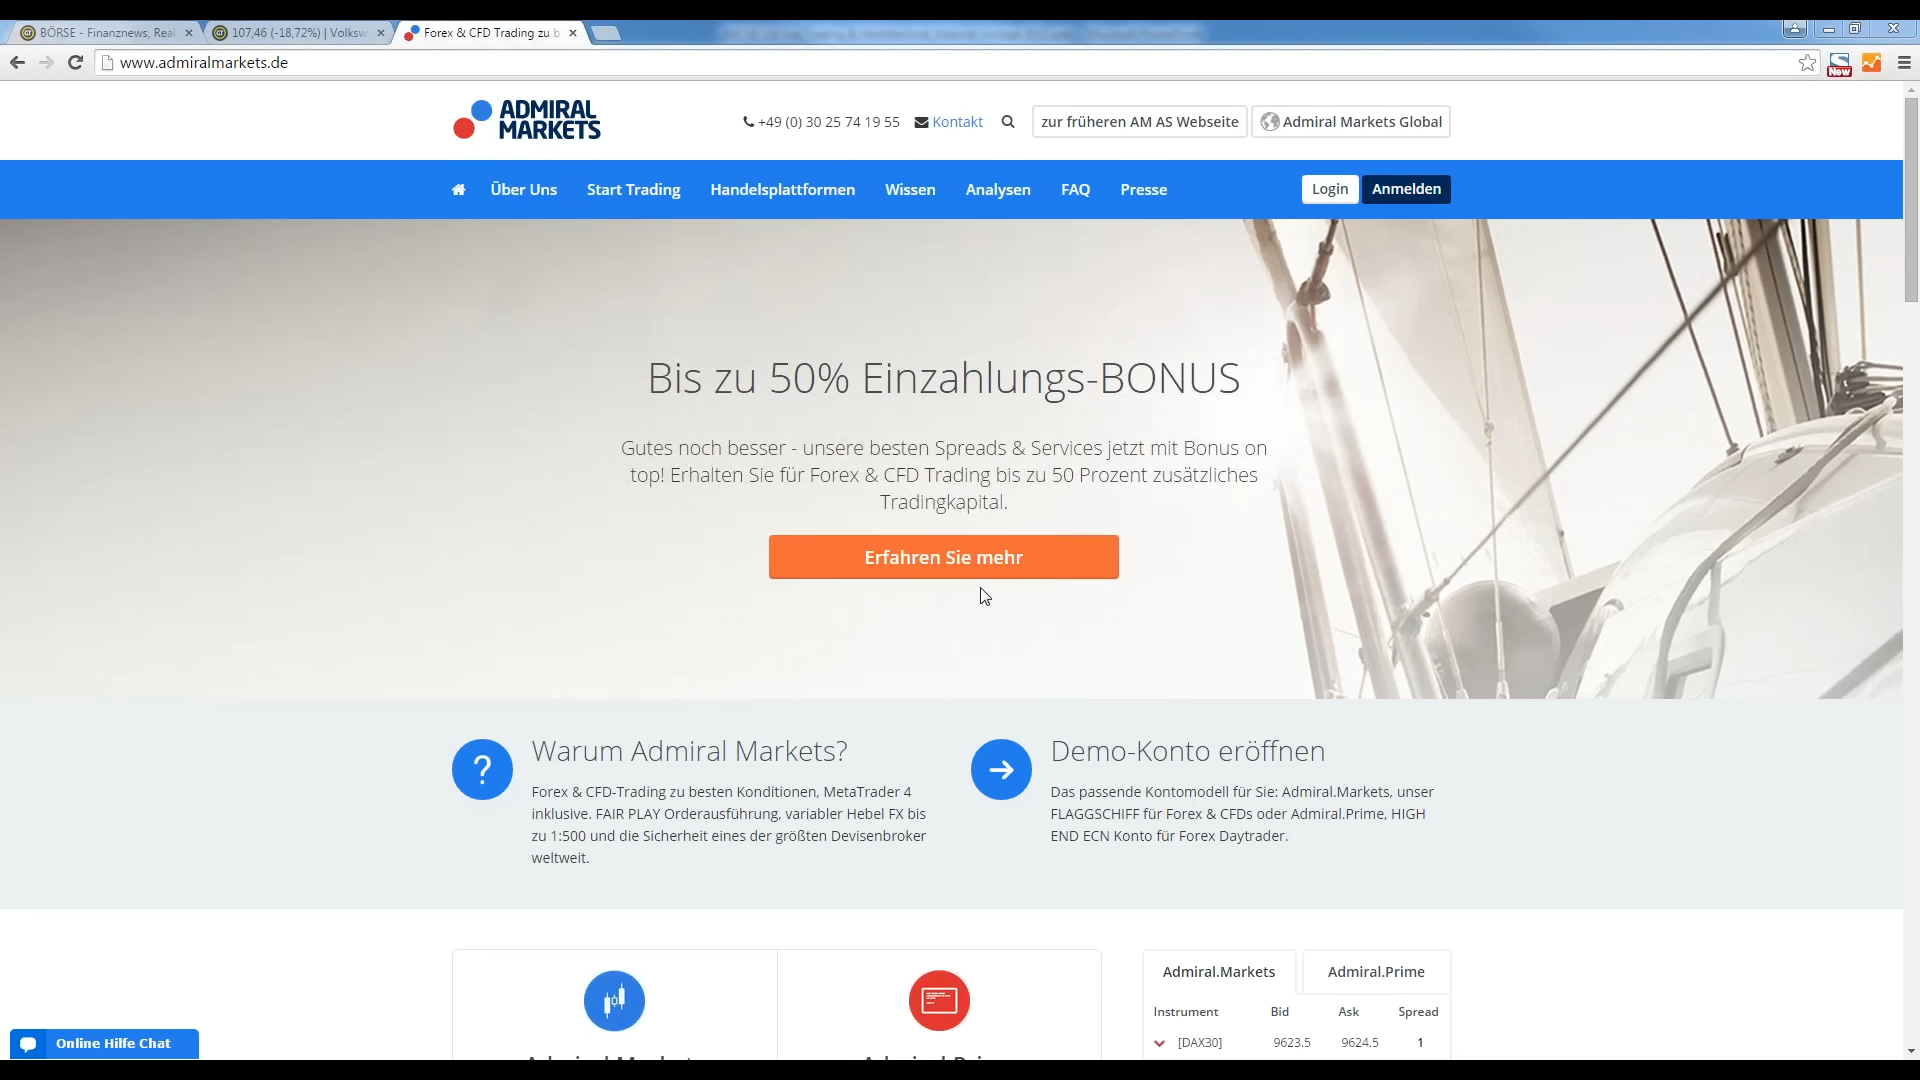 BÖRSE - Finanznews, Real
107,46 (-18,72%) | Volksw
Forex & CFD Trading zu b
www.admiralmarkets.de
New
ADMIRAL
MARKETS
+49 (0) 30 25 74 19 55
Kontakt
zur früheren AM AS Webseite
Admiral Markets Global
Über Uns
Start Trading
Handelsplattformen
Wissen
Analysen
FAQ
Presse
Login
Anmelden
Bis zu 50% Einzahlungs-BONUS
Gutes noch besser - unsere besten Spreads & Services jetzt mit Bonus on
top! Erhalten Sie für Forex & CFD Trading bis zu 50 Prozent zusätzliches
Tradingkapital.
Erfahren Sie mehr
?
Warum Admiral Markets?
Forex & CFD-Trading zu besten Konditionen, MetaTrader 4
inklusive. FAIR PLAY Orderausführung, variabler Hebel FX bis
zu 1:500 und die Sicherheit eines der größten Devisenbroker
weltweit.
Demo-Konto eröffnen
Das passende Kontomodell für Sie: Admiral.Markets, unser
FLAGGSCHIFF für Forex & CFDs oder Admiral.Prime, HIGH
END ECN Konto für Forex Daytrader.
Admiral.Markets
Admiral.Prime
Instrument Bid Ask Spread
[DAX30] 9623.5 9624.5 1
Online Hilfe Chat